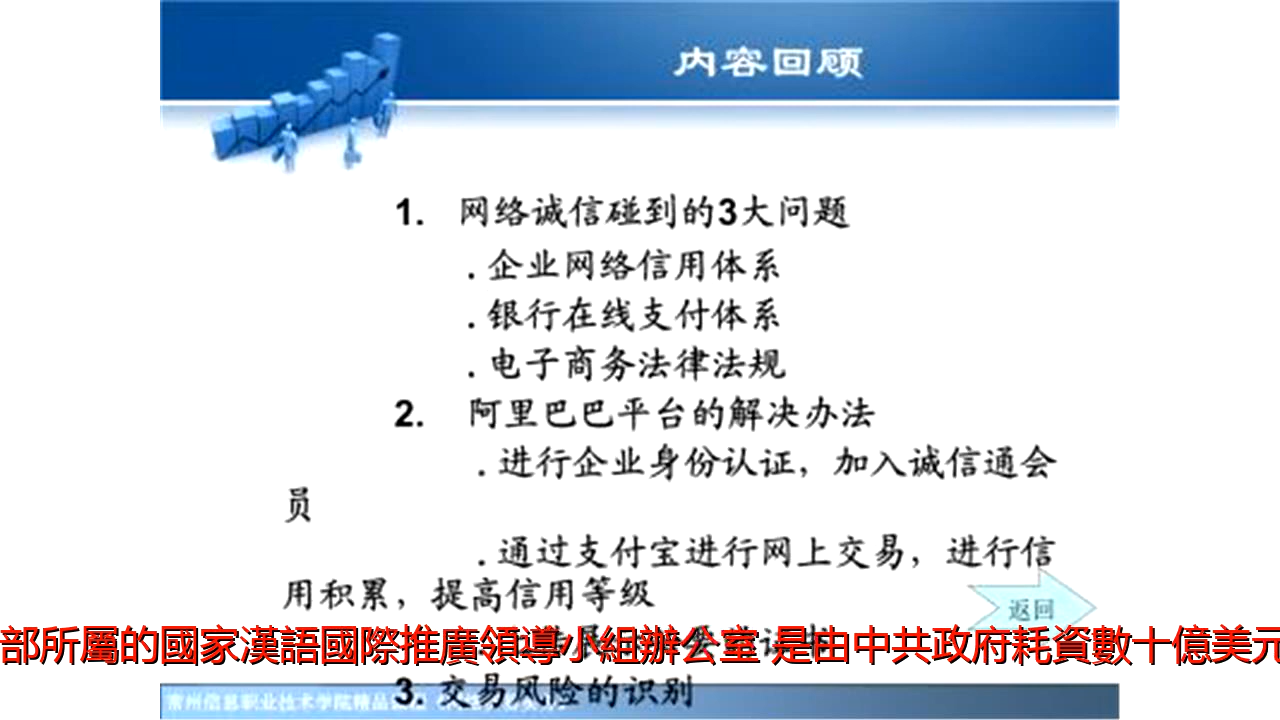 内容回顾
1. 网络诚信碰到的3大问题
. 企业网络信用体系
. 银行在线支付体系
. 电子商务法律法规
2. 阿里巴巴平台的解决办法
. 进行企业身份认证，加入诚信通会
员
. 通过支付宝进行网上交易，进行信
用积累，提高信用等级
返回
部所屬的國家漢語國際推廣領導小組辦公室 是由中共政府耗資數十億美元
3. 交易风险的识别
常州信息职业技术学院精品